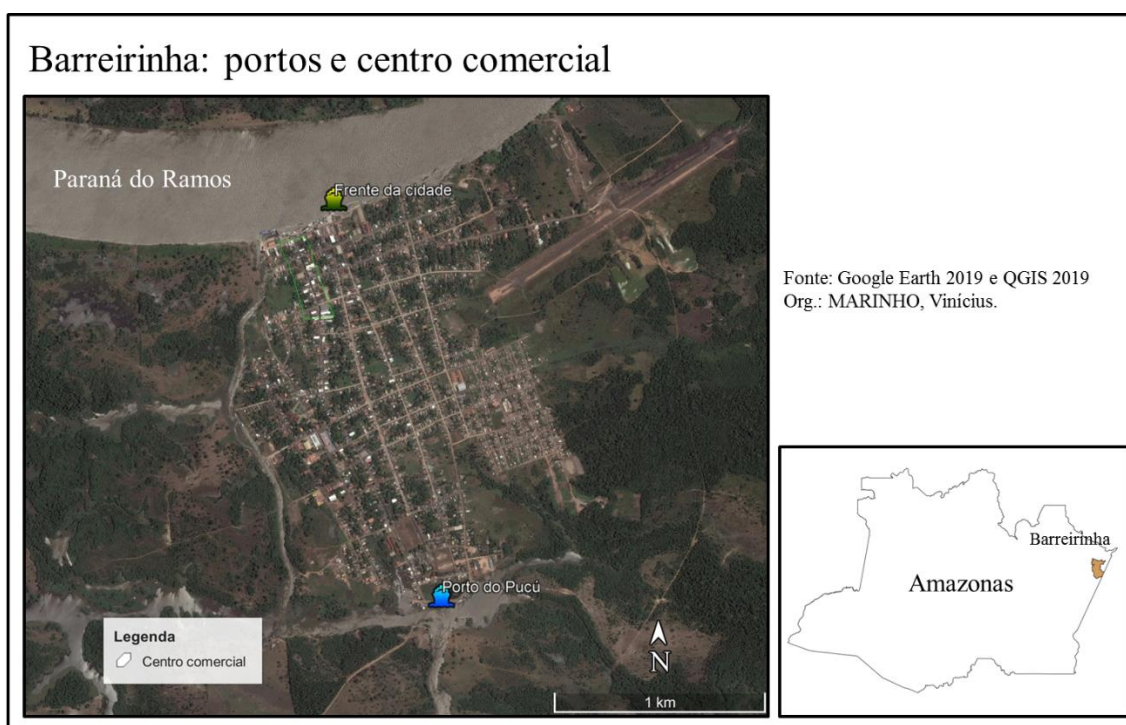 Barreirinha: portos e centro comercial
Paraná do Ramos
Frente da cidade
Fonte: Google Earth 2019 e QGIS 2019
Org.: MARINHO, Vinícius.
Porto do Pucú
Legenda
Centro comercial
N
1 km
Barreirinha
Amazonas